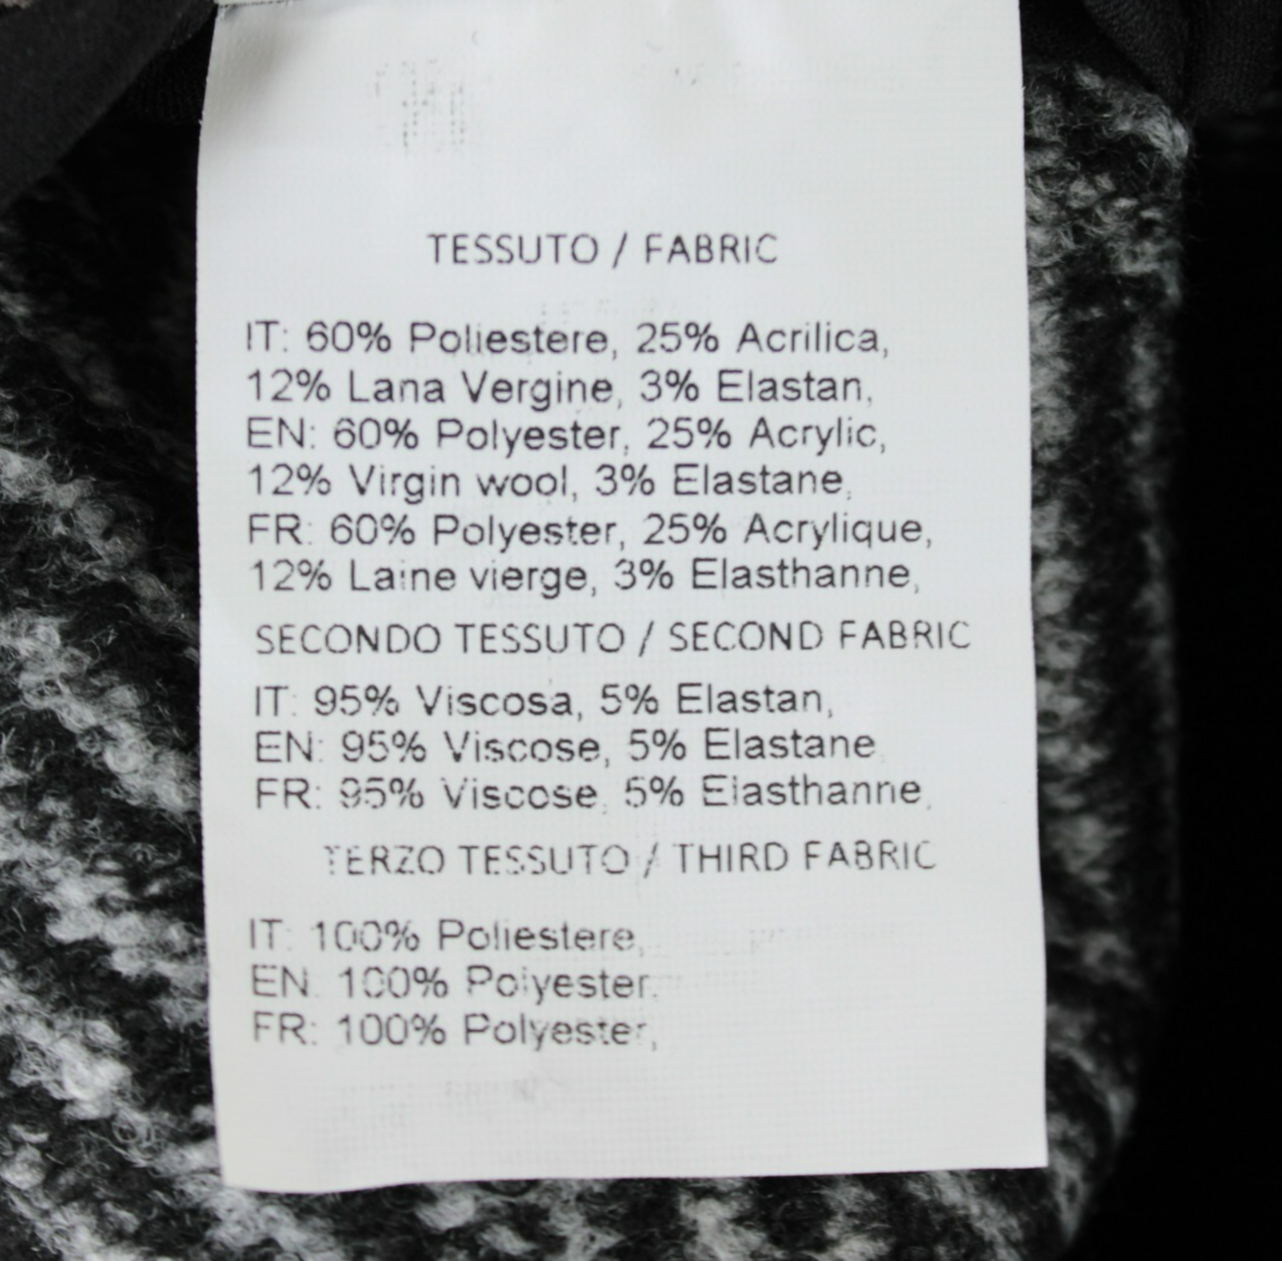 TESSUTO / FABRIC
IT: 60% Poliestere, 25% Acrilica,
12% Lana Vergine, 3% Elastan,
EN: 60% Polyester, 25% Acrylic,
12% Virgin wool, 3% Elastane,
FR: 60% Polyester, 25% Acrylique,
12% Laine vierge, 3% Elasthanne,
SECONDO TESSUTO / SECOND FABRIC
IT: 95% Viscosa, 5% Elastan,
EN: 95% Viscose, 5% Elastane
FR: 95% Viscose, 5% Elasthanne,
TERZO TESSUTO / THIRD FABRIC
IT: 100% Poliestere,
EN: 100% Polyester,
FR: 100% Polyester,